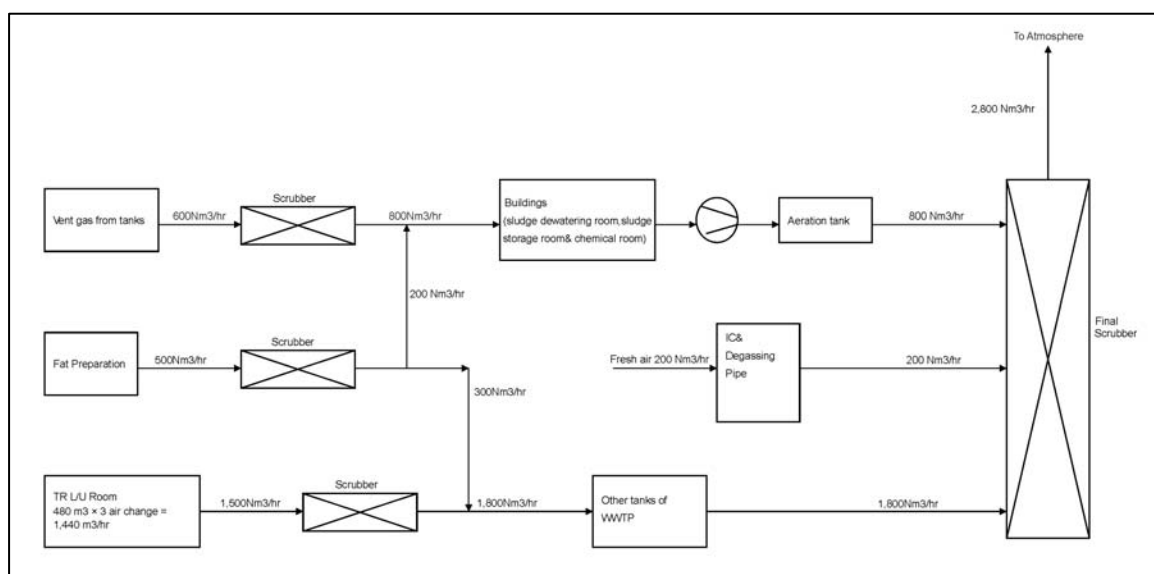 To Atmosphere
2,800 Nm3/hr
Vent gas from tanks
600Nm3/hr
Scrubber
800Nm3/hr
Buildings
(sludge dewatering room,sludge
storage room& chemical room)
Aeration tank
800 Nm3/hr
200 Nm3/hr
Fat Preparation
500Nm3/hr
Scrubber
300Nm3/hr
Fresh air 200 Nm3/hr
IC&
Degassing
Pipe
200 Nm3/hr
Final
Scrubber
TR L/U Room
480 m3 × 3 air change =
1,440 m3/hr
1,500Nm3/hr
Scrubber
1,800Nm3/hr
Other tanks of
WWTP
1,800Nm3/hr